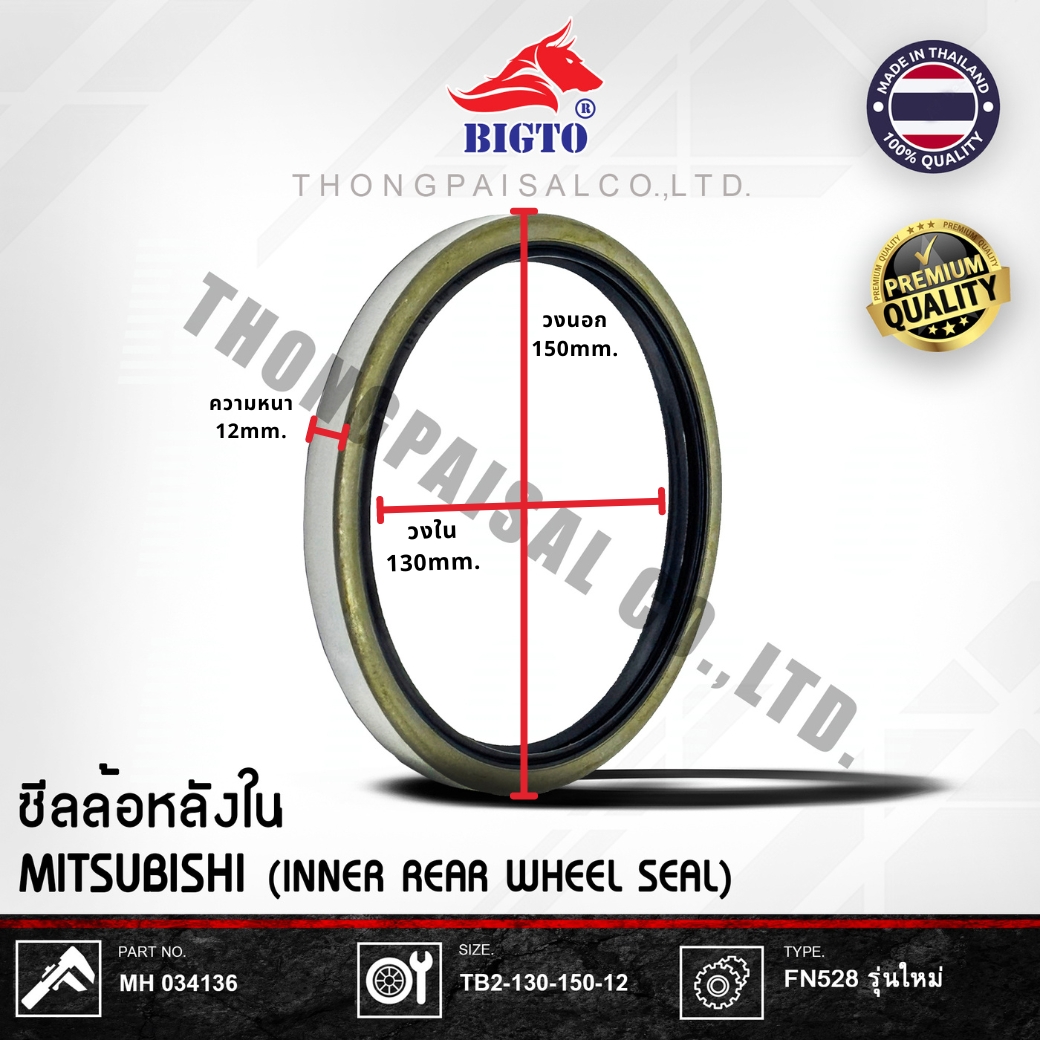 BIGTO ®
THONGPAISALCO.,LTD.
MADE IN THAILAND
100% QUALITY
PREMIUM QUALITY
PREMIUM QUALITY
PREMIUM
QUALITY
THONGPAISAL CO.,LTD.
วงนอก
150mm.
ความหนา
12mm.
วงใน
130mm.
ซีลล้อหลังใน
MITSUBISHI (INNER REAR WHEEL SEAL)
PART NO.
MH 034136
SIZE.
TB2-130-150-12
TYPE.
FN528 รุ่นใหม่